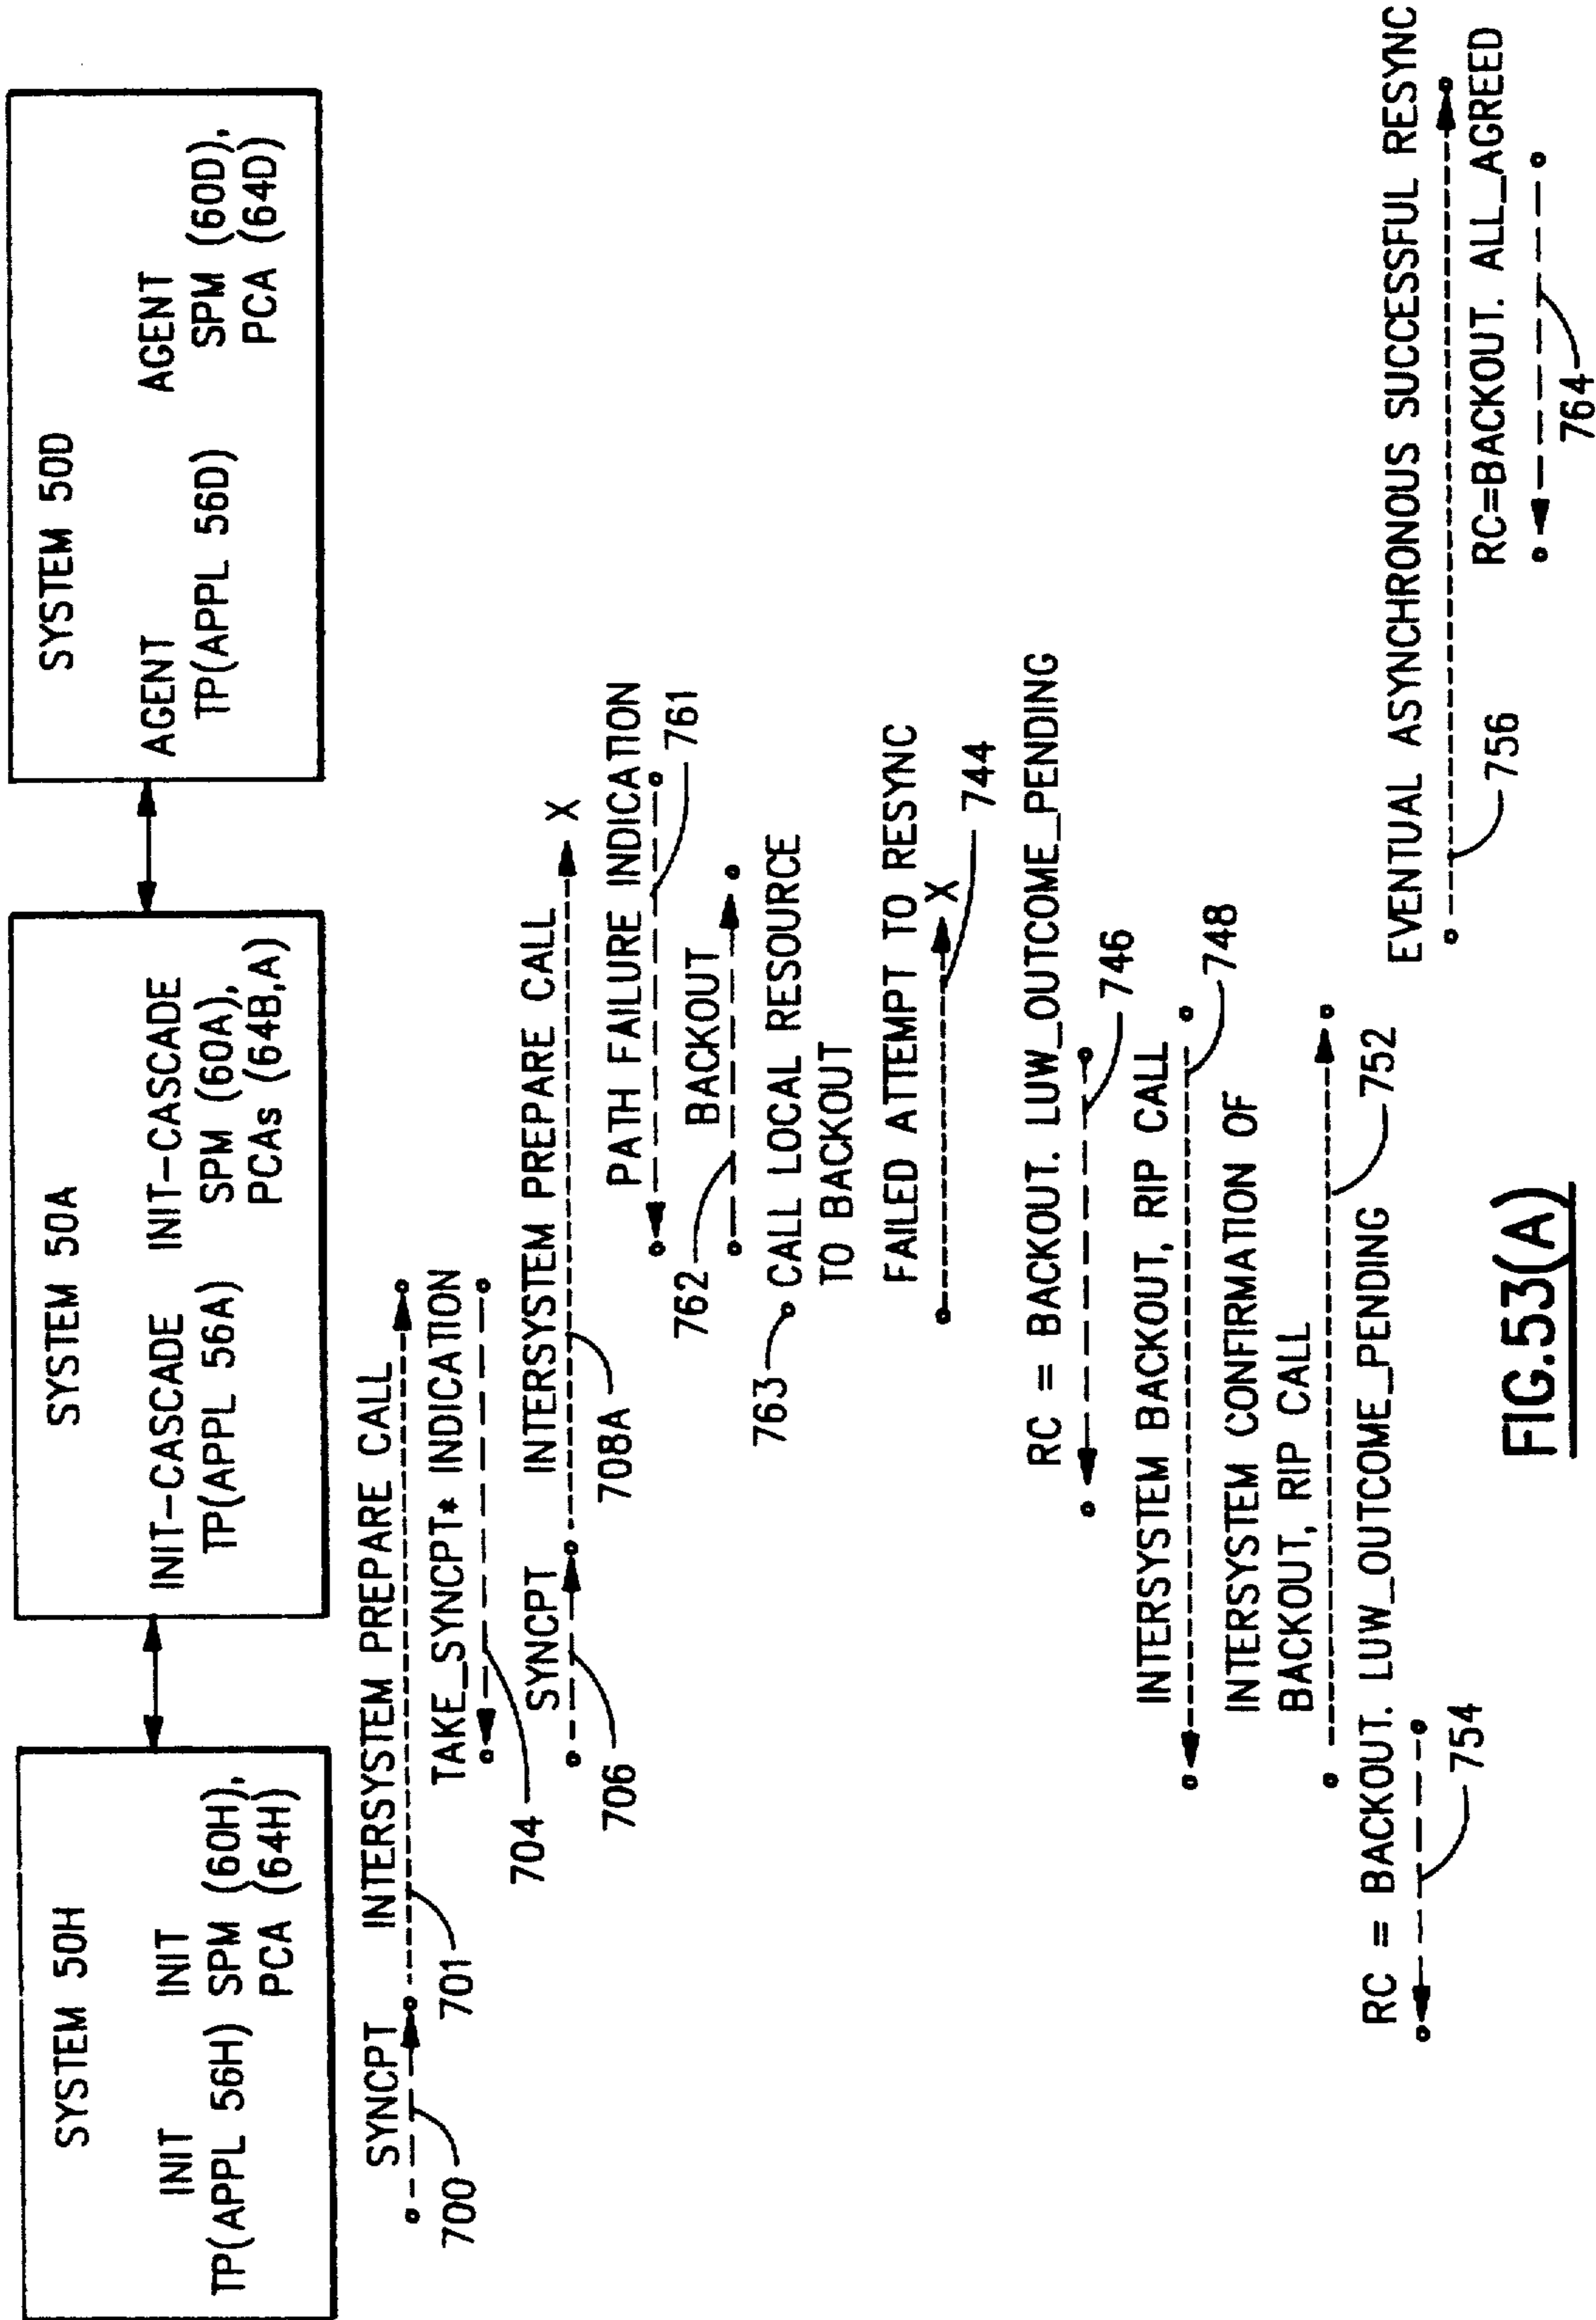 SYSTEM 50H
INIT INIT
TP(APPL 56H) SPM (60H),
PCA (64H)
SYSTEM 50A
INIT-CASCADE INIT-CASCADE
TP(APPL 56A) SPM (60A),
PCAs (64B,A)
SYSTEM 50D
AGENT AGENT
TP(APPL 56D) SPM (60D),
PCA (64D)
SYNCPT INTERSYSTEM PREPARE CALL
700
701
TAKE_SYNCPT* INDICATION
704
SYNCPT INTERSYSTEM PREPARE CALL X
706
708A
PATH FAILURE INDICATION
761
762
BACKOUT
763 CALL LOCAL RESOURCE
TO BACKOUT
FAILED ATTEMPT TO RESYNC
X
744
RC = BACKOUT. LUW_OUTCOME_PENDING
746
INTERSYSTEM BACKOUT, RIP CALL
748
INTERSYSTEM CONFIRMATION OF
BACKOUT, RIP CALL
752
RC = BACKOUT. LUW_OUTCOME_PENDING
754
EVENTUAL ASYNCHRONOUS SUCCESSFUL RESYNC
756
RC=BACKOUT. ALL_AGREED
764
FIG.53(A)